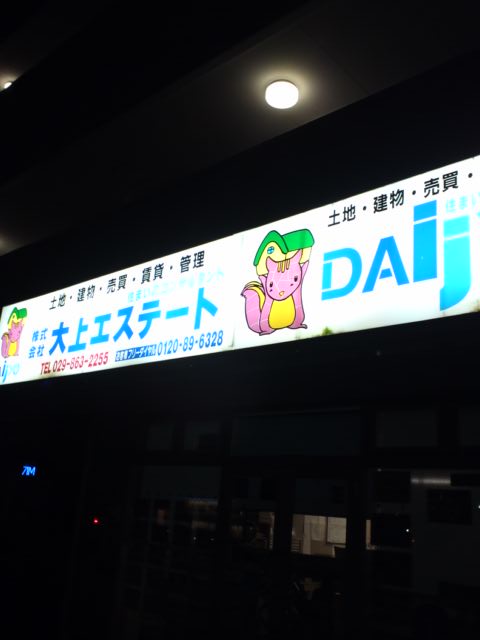 土地・建物・売買・賃貸・管理
株式会社 大上エステート
TEL 029-863-2255
0120-89-6328
土地・建物・売買・
DAIj